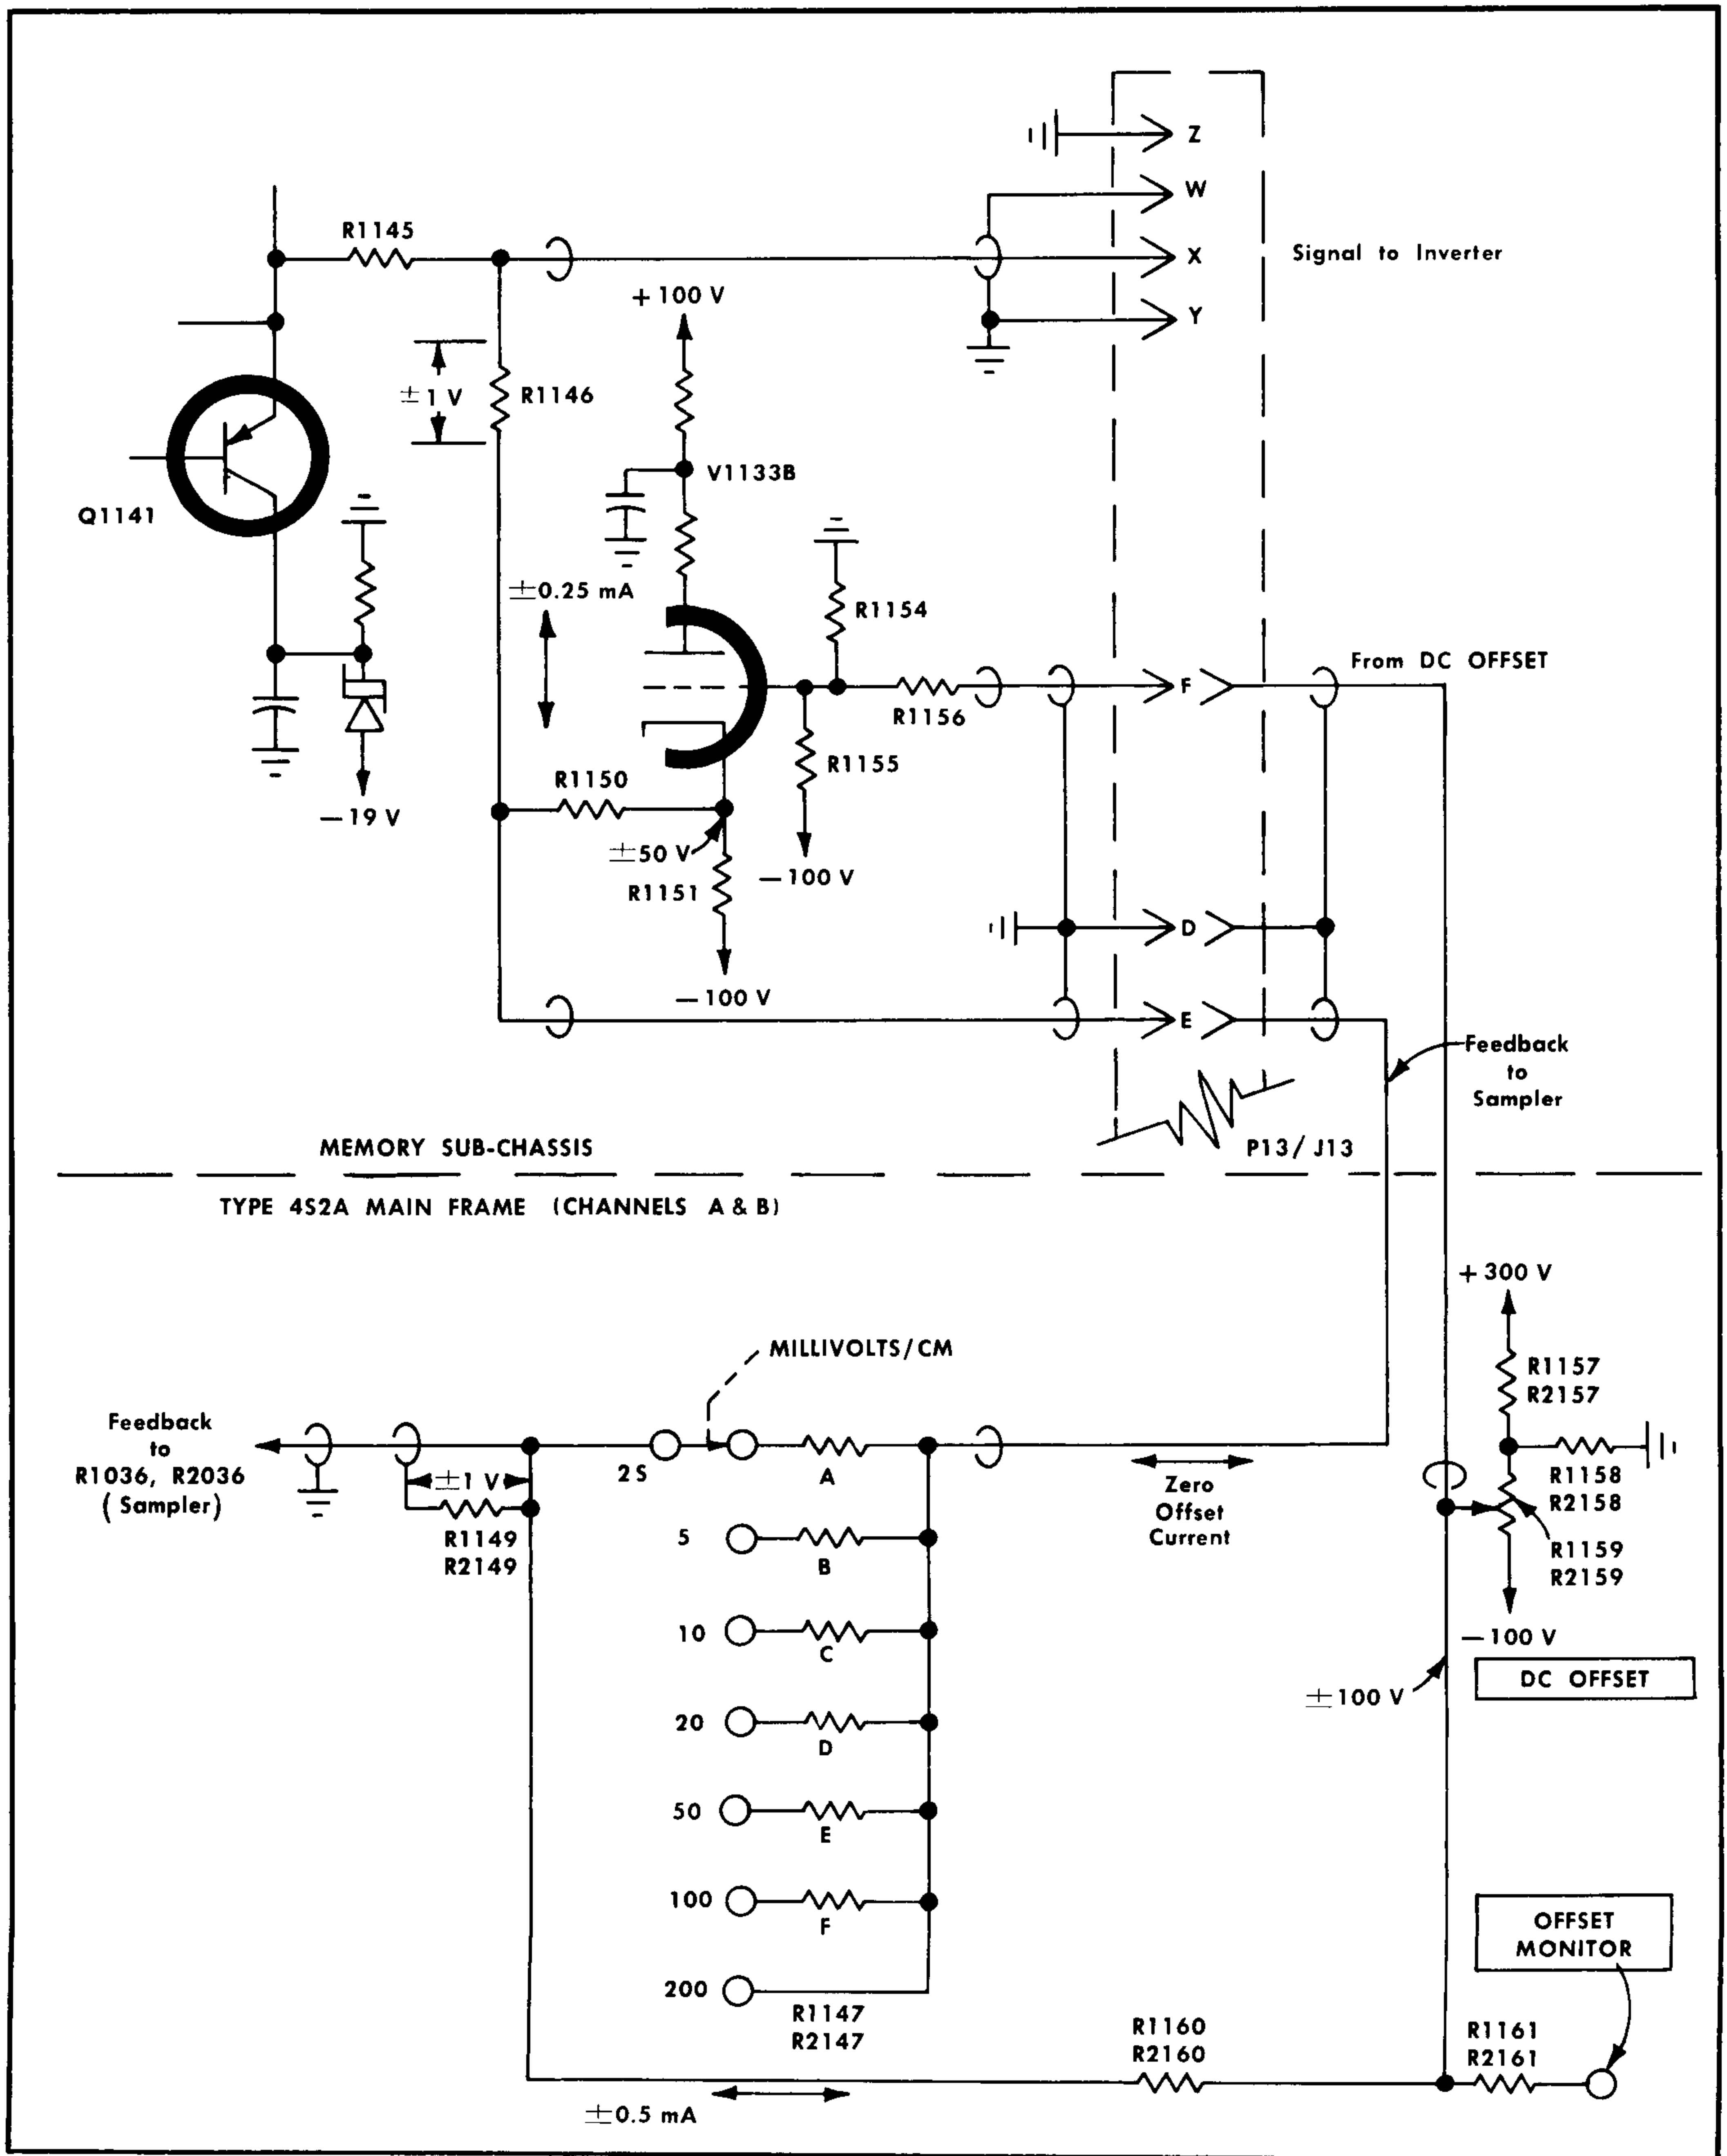 Z
W
R1145
X
Signal to Inverter
+ 100 V
Y
±1 V
R1146
V1133B
Q1141
±0.25 mA
R1154
From DC OFFSET
F
R1156
R1155
R1150
— 19 V
±50 V
— 100 V
R1151
D
— 100 V
E
Feedback
to
Sampler
MEMORY SUB-CHASSIS
P13/ J13
TYPE 4S2A MAIN FRAME (CHANNELS A & B)
+ 300 V
MILLIVOLTS/CM
R1157
R2157
Feedback
to
R1036, R2036
( Sampler)
±1 V
R1149
R2149
2S
A
Zero
Offset
Current
R1158
R2158
R1159
R2159
5
B
10
C
— 100 V
DC OFFSET
±100 V
20
D
50
E
100
F
OFFSET
MONITOR
200
R1147
R2147
R1160
R2160
R1161
R2161
±0.5 mA